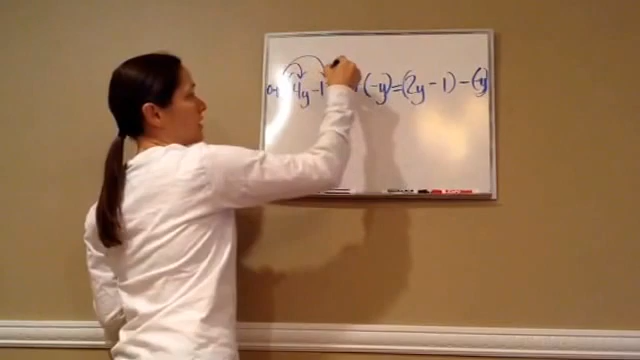 4y - 1 (-y) = (2y - 1) - (-y)